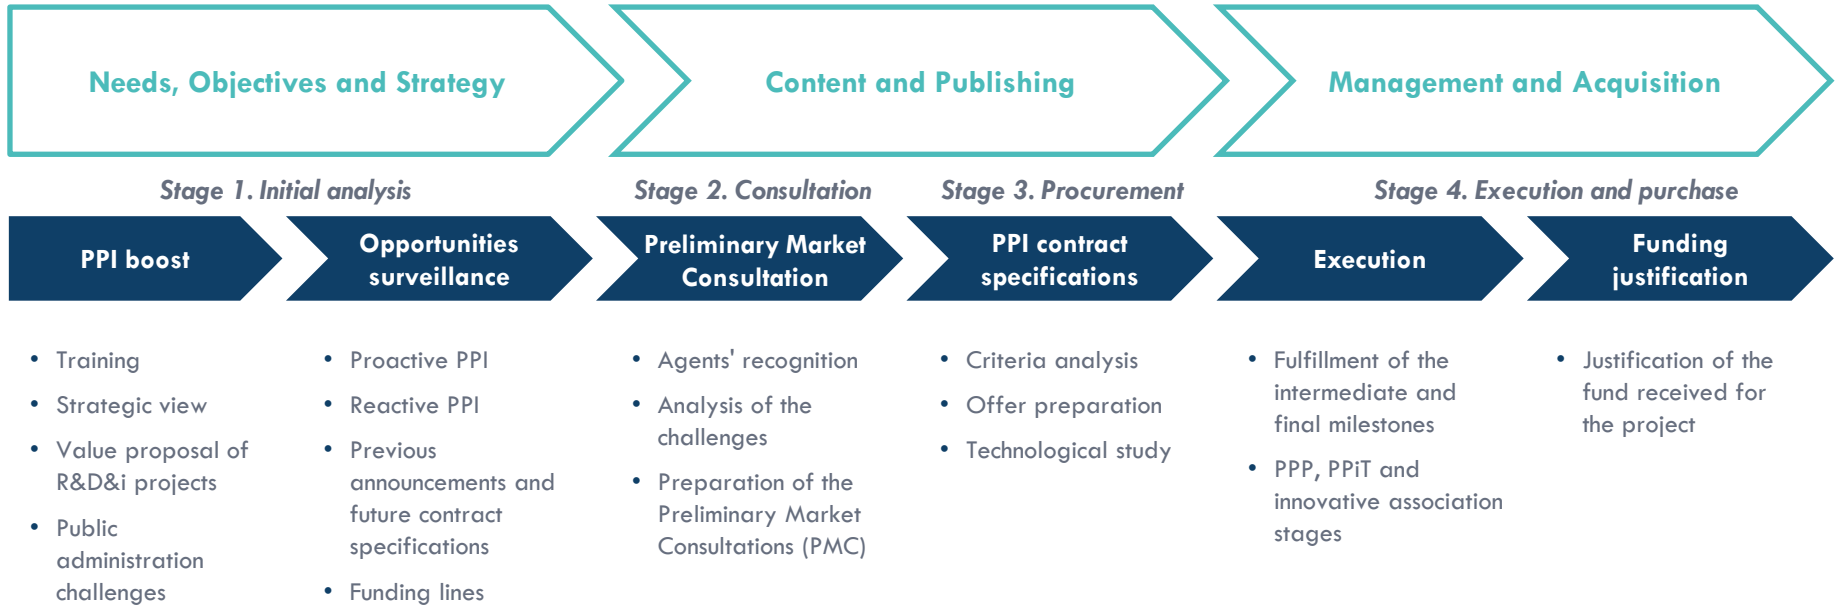 Needs, Objectives and Strategy
Content and Publishing
Management and Acquisition
Stage 1. Initial analysis
Stage 2. Consultation
Stage 3. Procurement
Stage 4. Execution and purchase
PPI boost
Opportunities
surveillance
Preliminary Market
Consultation
PPI contract
specifications
Execution
Funding
justification
• Training
• Strategic view
• Value proposal of
R&D&i projects
• Public
administration
challenges
• Proactive PPI
• Reactive PPI
• Previous
announcements and
future contract
specifications
• Funding lines
• Agents' recognition
• Analysis of the
challenges
• Preparation of the
Preliminary Market
Consultations (PMC)
• Criteria analysis
• Offer preparation
• Technological study
• Fulfillment of the
intermediate and
final milestones
• PPP, PPiT and
innovative association
stages
• Justification of the
fund received for
the project